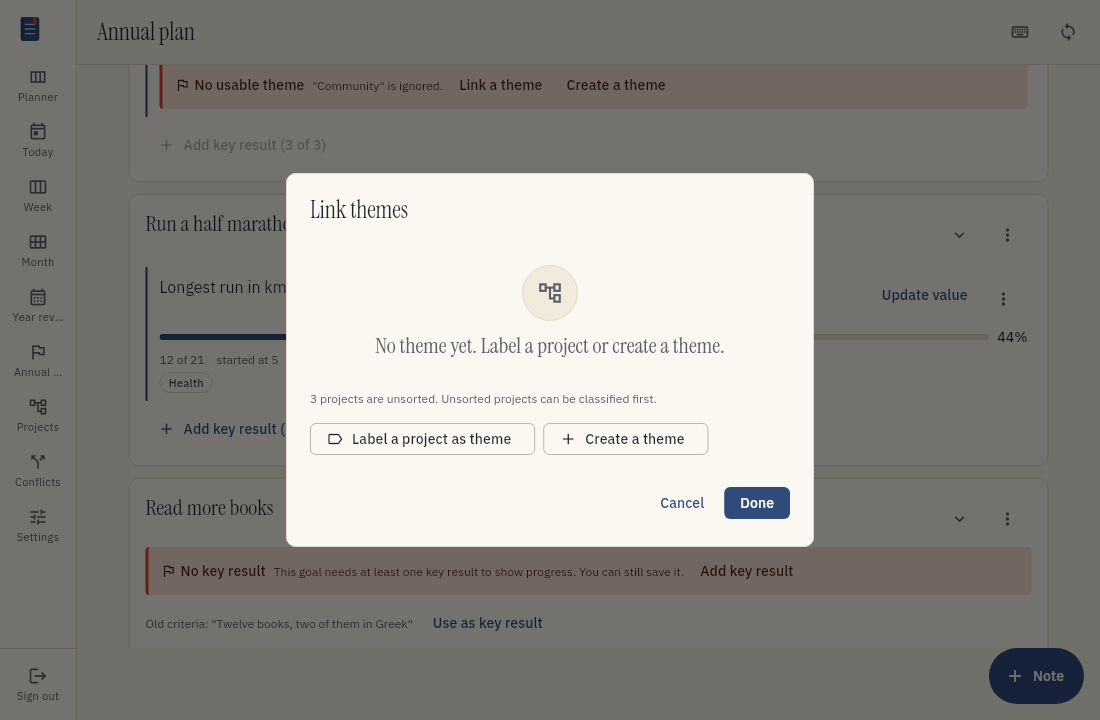 Annual plan
Planner
Today
Week
Month
Year rev...
Annual ...
Projects
Conflicts
Settings
Sign out
No usable theme "Community" is ignored. Link a theme Create a theme
Add key result (3 of 3)
Run a half maratho
Longest run in km
Update value
44%
12 of 21 started at 5
Health
Add key result (
Link themes
No theme yet. Label a project or create a theme.
3 projects are unsorted. Unsorted projects can be classified first.
Label a project as theme
Create a theme
Cancel
Done
Read more books
No key result This goal needs at least one key result to show progress. You can still save it. Add key result
Old criteria: "Twelve books, two of them in Greek" Use as key result
Note